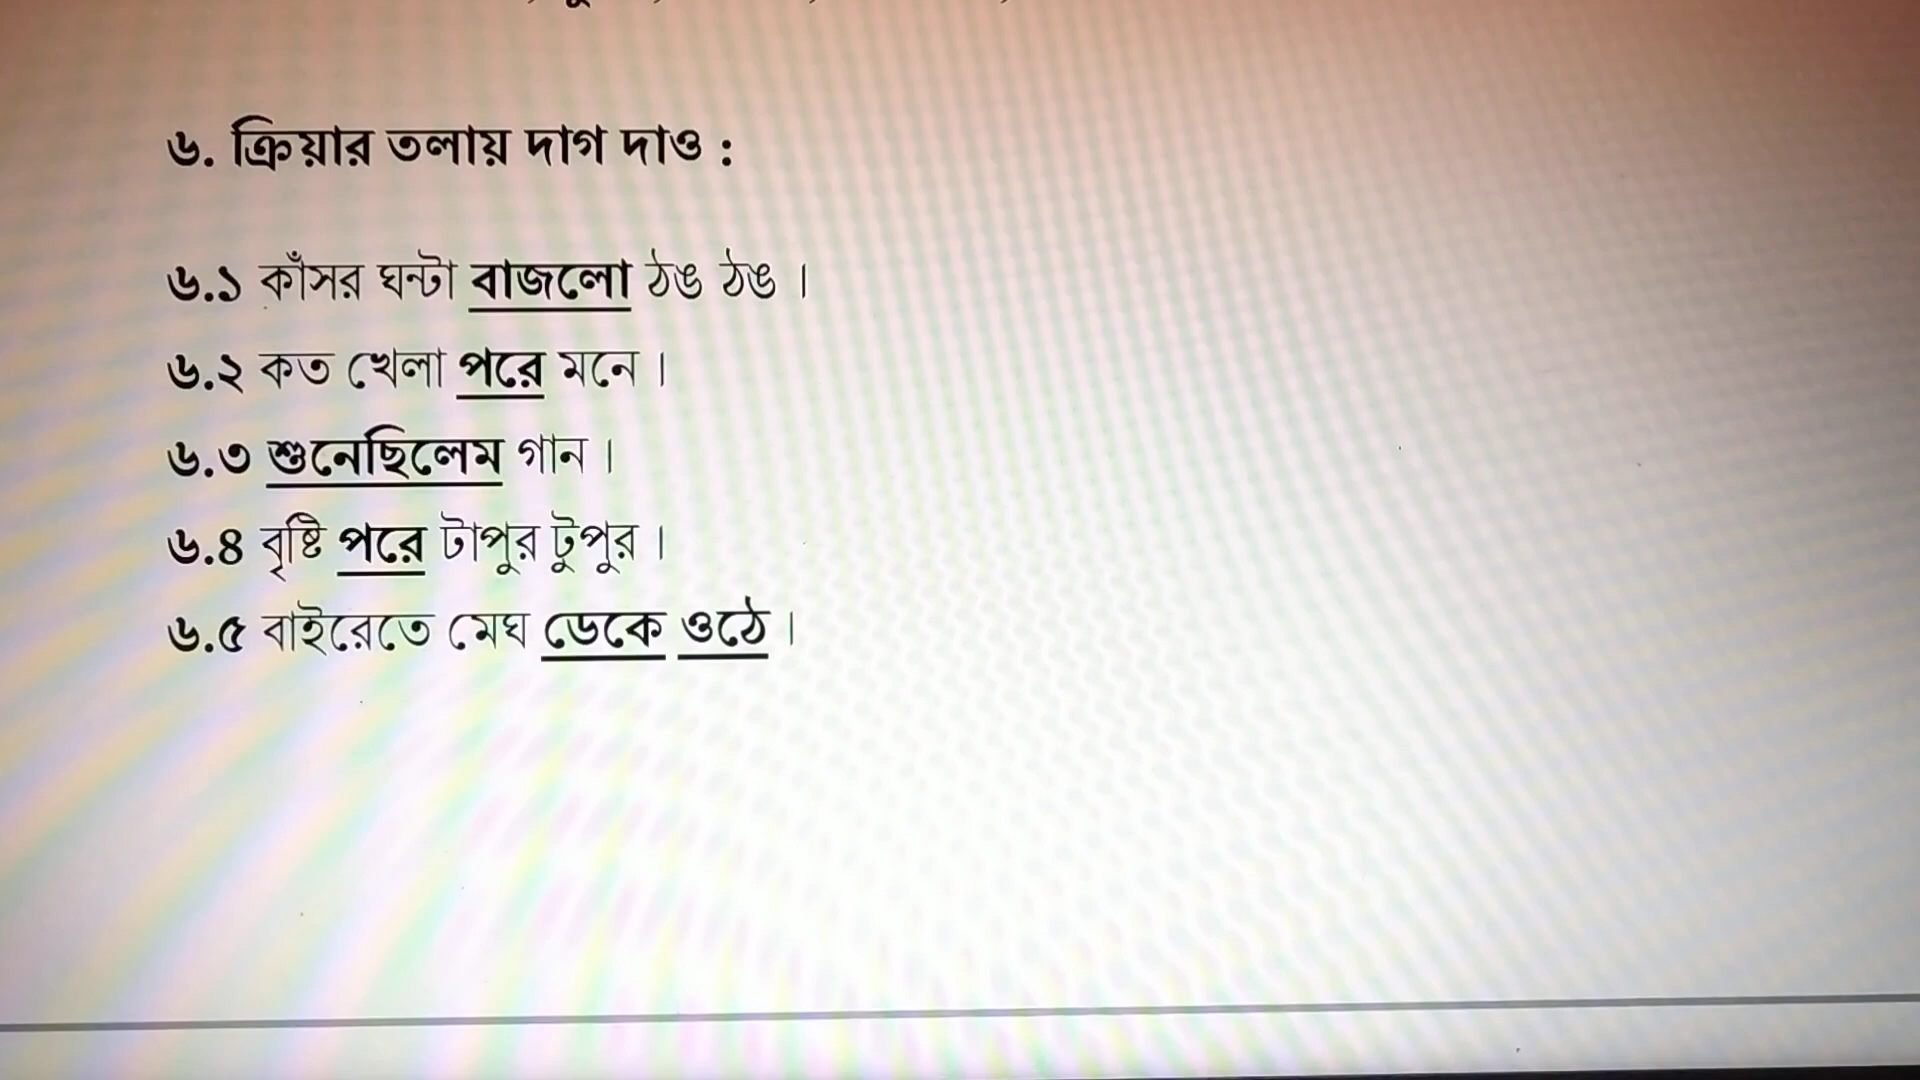 ৬. ক্রিয়ার তলায় দাগ দাও :
৬.১ কাঁসর ঘন্টা বাজলো ঠঙ ঠঙ ।
৬.২ কত খেলা পরে মনে ।
৬.৩ শুনেছিলেম গান ।
৬.৪ বৃষ্টি পরে টাপুর টুপুর ।
৬.৫ বাইরেতে মেঘ ডেকে ওঠে ।